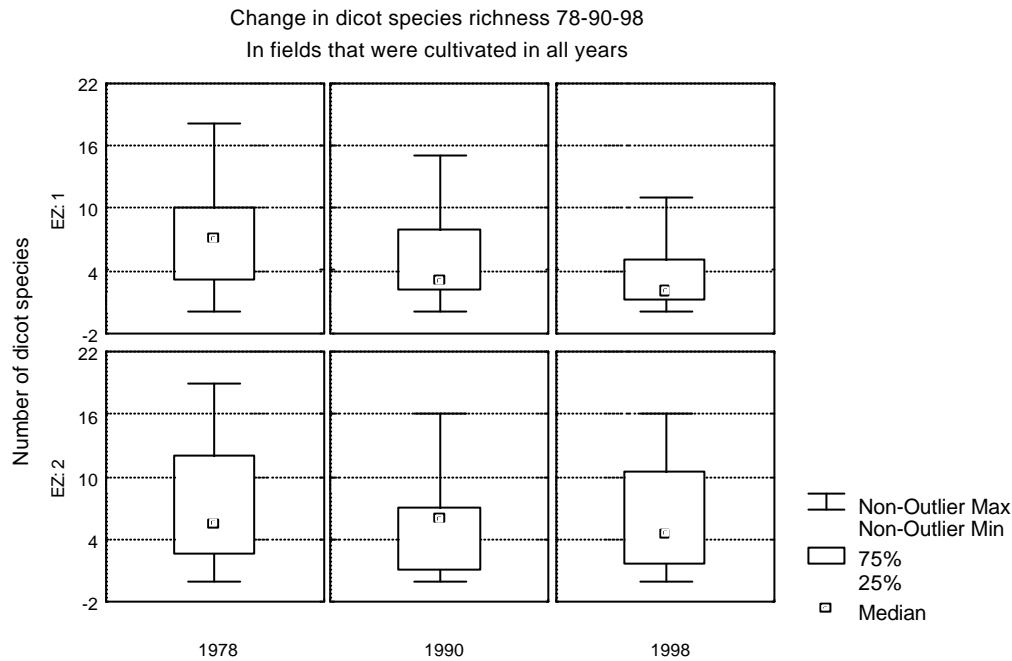 Change in dicot species richness 78-90-98
In fields that were cultivated in all years
Number of dicot species
EZ: 1
22
16
10
4
-2
EZ: 2
22
16
10
4
-2
1978
1990
1998
Non-Outlier Max
Non-Outlier Min
75%
25%
Median